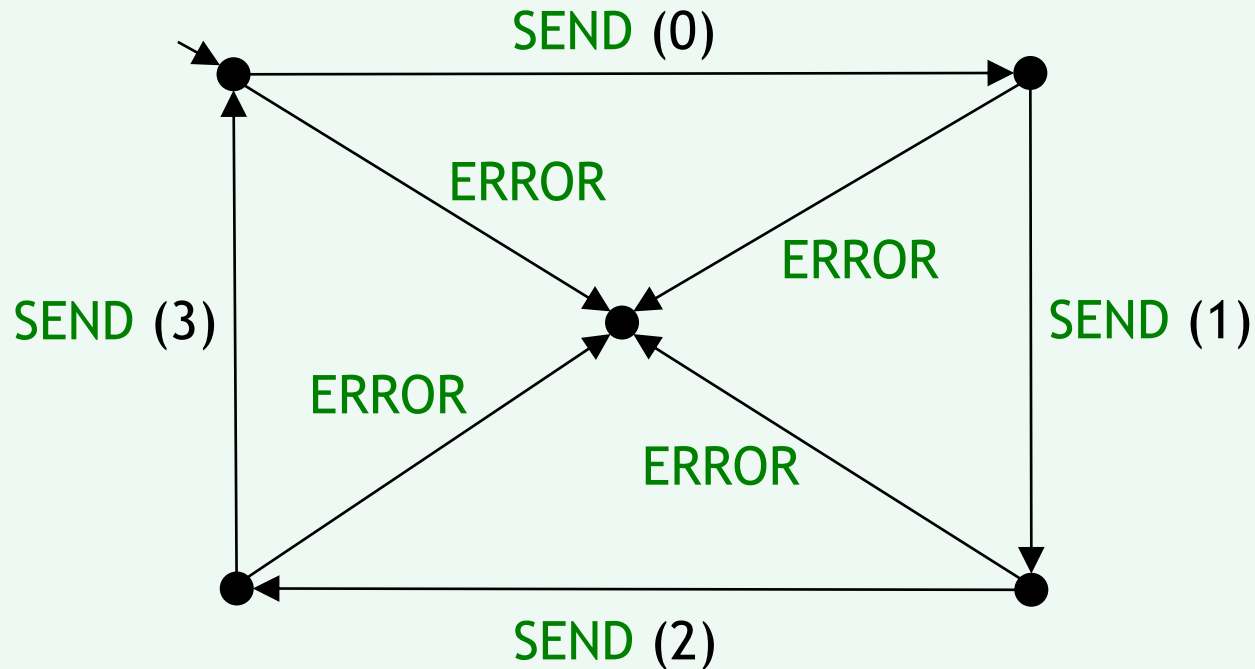 SEND (0)
ERROR
ERROR
SEND (3)
SEND (1)
ERROR
ERROR
SEND (2)